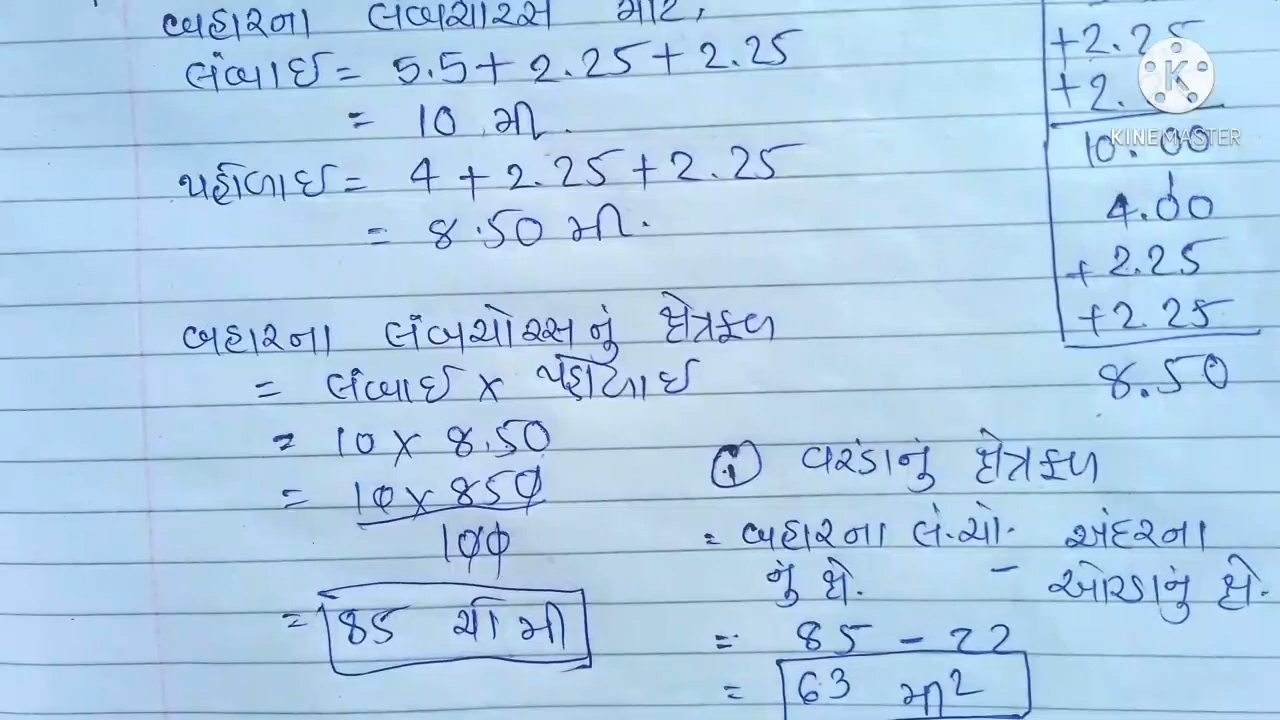 બહારના લંબચોરસ માટે,
લંબાઇ = 5.5 + 2.25 + 2.25
= 10 મી.
પહોળાઇ = 4 + 2.25 + 2.25
= 8.50 મી.
બહારના લંબચોરસનું ક્ષેત્રફળ
= લંબાઇ × પહોળાઇ
= 10 × 8.50
= 10 × 850
100
= 85 ચોમી
+2.25
+2.
KINEMASTER
10.00
4.00
+2.25
+2.25
8.50
1 વરંડાનું ક્ષેત્રફળ
= બહારના લં.ચો. અંદરના
નું ક્ષે. - ઓરડાનું ક્ષે.
= 85 - 22
= 63 મી²